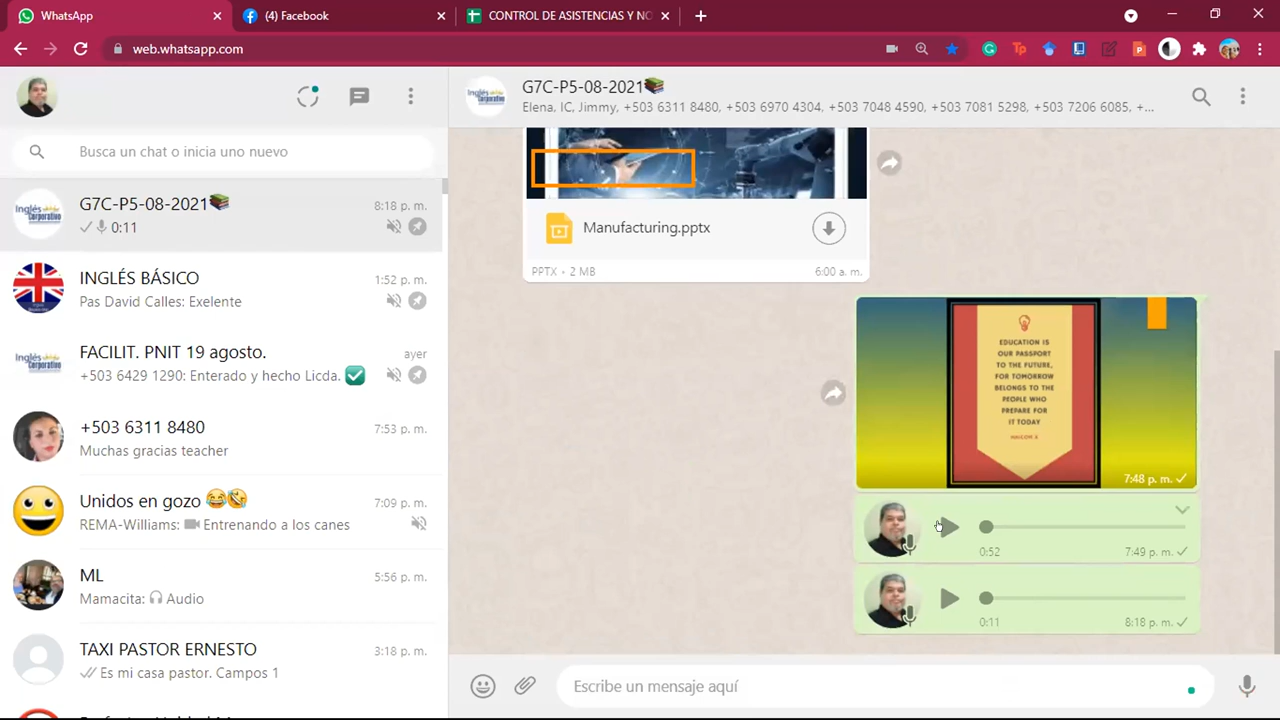 WhatsApp
(4) Facebook
CONTROL DE ASISTENCIAS Y NO
web.whatsapp.com
Busca un chat o inicia uno nuevo
G7C-P5-08-2021
8:18 p. m.
0:11
INGLÉS BÁSICO
1:52 p. m.
Pas David Calles: Exelente
FACILIT. PNIT 19 agosto.
ayer
+503 6429 1290: Enterado y hechoLicda.
+503 6311 8480
7:53 p. m.
Muchas gracias teacher
Unidos en gozo
7:09 p. m.
REMA-Williams: Entrenando a los canes
ML
5:56 p. m.
Mamacita: Audio
TAXI PASTOR ERNESTO
3:18 p. m.
Es mi casa pastor. Campos 1
G7C-P5-08-2021
Elena, IC, Jimmy, +503 6311 8480, +503 6970 4304, +503 7048 4590, +503 7081 5298, +503 7206 6085, +...
Manufacturing.pptx
PPTX • 2 MB
6:00 a. m.
EDUCATION IS
OUR PASSPORT
TO THE FUTURE,
FOR TOMORROW
BELONGS TO THE
PEOPLE WHO
PREPARE FOR
IT TODAY
MALCOM X
7:48 p. m.
0:52
7:49 p. m.
0:11
8:18 p. m.
Escribe un mensaje aquí